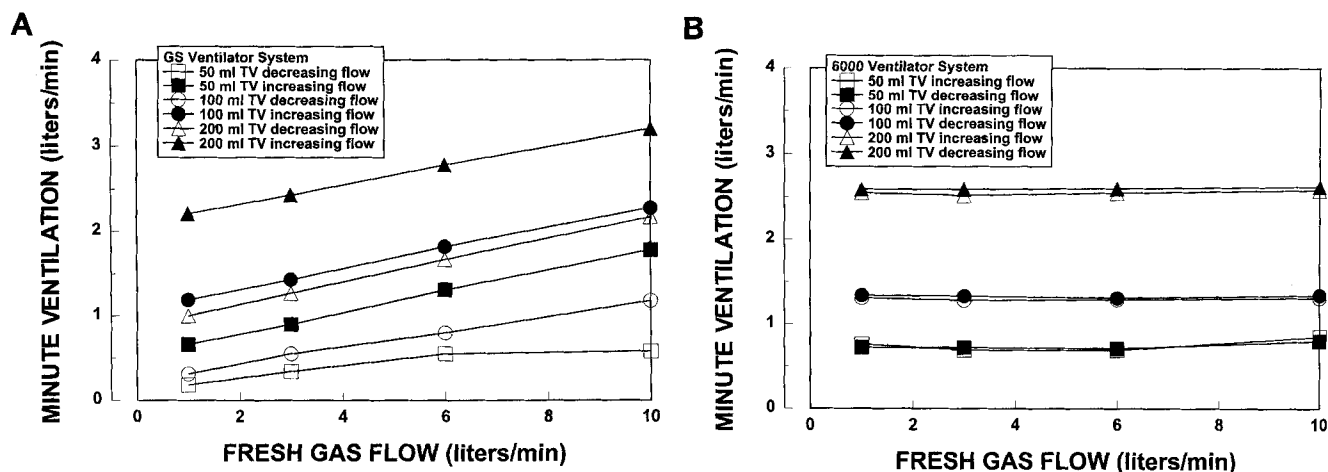 A
MINUTE VENTILATION (liters/min)
4
3
2
1
0
GS Ventilator System
50 ml TV decreasing flow
50 ml TV increasing flow
100 ml TV decreasing flow
100 ml TV increasing flow
200 ml TV decreasing flow
200 ml TV increasing flow
0 2 4 6 8 10
FRESH GAS FLOW (liters/min)
B
MINUTE VENTILATION (liters/min)
4
3
2
1
0
6000 Ventilator System
50 ml TV increasing flow
50 ml TV decreasing flow
100 ml TV increasing flow
100 ml TV decreasing flow
200 ml TV increasing flow
200 ml TV decreasing flow
0 2 4 6 8 10
FRESH GAS FLOW (liters/min)